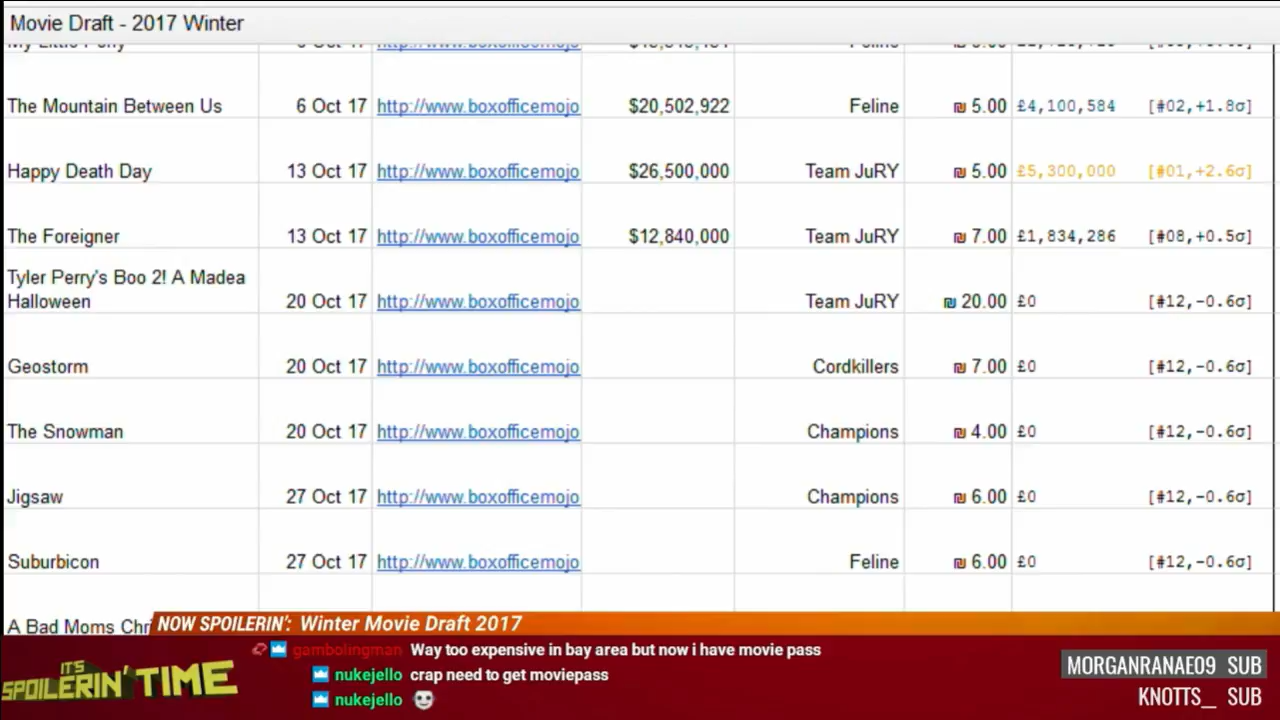 Movie Draft - 2017 Winter
My Little Pony
The Mountain Between Us 6 Oct 17 http://www.boxofficemojo $20,502,922 Feline ₪ 5.00 £4,100,584 [#02,+1.8σ]
Happy Death Day 13 Oct 17 http://www.boxofficemojo $26,500,000 Team JuRY ₪ 5.00 £5,300,000 [#01,+2.6σ]
The Foreigner 13 Oct 17 http://www.boxofficemojo $12,840,000 Team JuRY ₪ 7.00 £1,834,286 [#08,+0.5σ]
Tyler Perry's Boo 2! A Madea
Halloween 20 Oct 17 http://www.boxofficemojo Team JuRY ₪ 20.00 £0 [#12,-0.6σ]
Geostorm 20 Oct 17 http://www.boxofficemojo Cordkillers ₪ 7.00 £0 [#12,-0.6σ]
The Snowman 20 Oct 17 http://www.boxofficemojo Champions ₪ 4.00 £0 [#12,-0.6σ]
Jigsaw 27 Oct 17 http://www.boxofficemojo Champions ₪ 6.00 £0 [#12,-0.6σ]
Suburbicon 27 Oct 17 http://www.boxofficemojo Feline ₪ 6.00 £0 [#12,-0.6σ]
A Bad Moms Chri
NOW SPOILERIN': Winter Movie Draft 2017
IT'S
SPOILERIN' TIME
gambolingman Way too expensive in bay area but now i have movie pass
nukejello crap need to get moviepass
nukejello
MORGANRANAE09 SUB
KNOTTS_ SUB